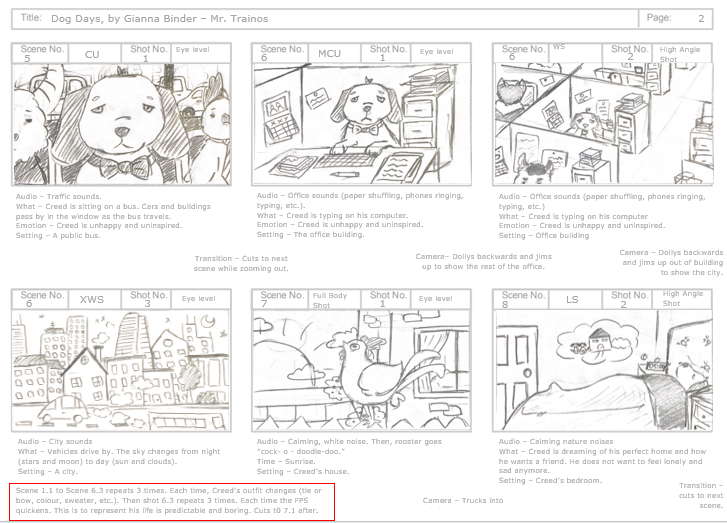 Title: Dog Days, by Gianna Binder – Mr. Trainos
Page: 2
Scene No. 5
CU
Shot No. 1
Eye level
Scene No. 6
MCU
Shot No. 1
Eye level
Scene No. 6
WS
Shot No. 2
High Angle Shot
Audio – Traffic sounds.
What – Creed is sitting on a bus. Cars and buildings
pass by in the window as the bus travels.
Emotion – Creed is unhappy and uninspired.
Setting – A public bus.
Audio – Office sounds (paper shuffling, phones ringing,
typing, etc.).
What – Creed is typing on his computer.
Emotion – Creed is unhappy and uninspired.
Setting – The office building.
Audio – Office sounds (paper shuffling, phones ringing,
typing, etc.)
What – Creed is typing on his computer
Emotion – Creed is unhappy and uninspired.
Setting – Office building
Transition – Cuts to next
scene while zooming out.
Camera– Dollys backwards and jims
up to show the rest of the office.
Camera – Dollys backwards
and jims up out of building
to show the city.
Scene No. 6
XWS
Shot No. 3
Eye level
Scene No. 7
Full Body Shot
Shot No. 1
Eye level
Scene No. 8
LS
Shot No. 2
High Angle Shot
Audio – City sounds
What – Vehicles drive by. The sky changes from night
(stars and moon) to day (sun and clouds).
Setting – A city.
Audio – Calming, white noise. Then, rooster goes
"cock- o - doodle-doo."
Time – Sunrise.
Setting – Creed's house.
Audio – Calming nature noises
What – Creed is dreaming of his perfect home and how
he wants a friend. He does not want to feel lonely and
sad anymore.
Setting – Creed's bedroom.
Scene 1.1 to Scene 6.3 repeats 3 times. Each time, Creed's outfit changes (tie or
bow, colour, sweater, etc.). Then shot 6.3 repeats 3 times. Each time the FPS
quickens. This is to represent his life is predictable and boring. Cuts t0 7.1 after.
Camera – Trucks into
Transition –
cuts to next
scene.